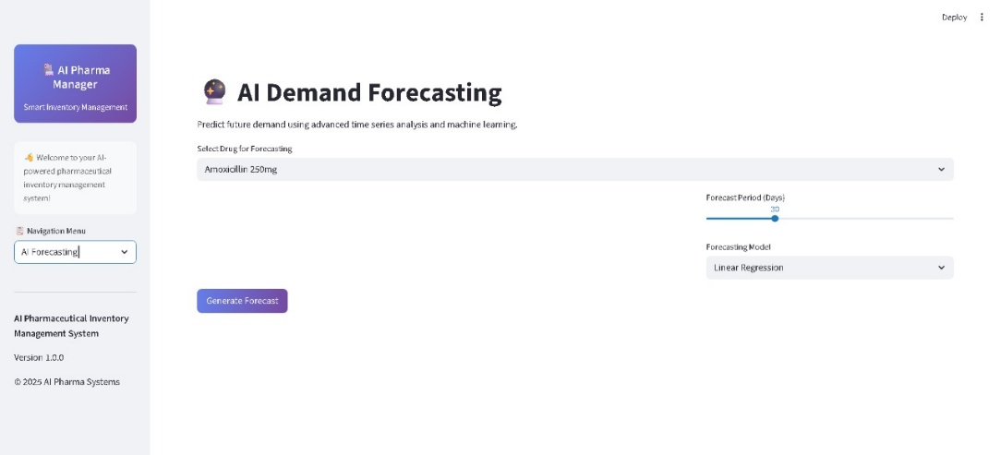 Deploy
AI Pharma
Manager
Smart Inventory Management
Welcome to your AI-
powered pharmaceutical
inventory management
system!
Navigation Menu
AI Forecasting
AI Pharmaceutical Inventory
Management System
Version 1.0.0
© 2025 AI Pharma Systems
AI Demand Forecasting
Predict future demand using advanced time series analysis and machine learning.
Select Drug for Forecasting
Amoxicillin 250mg
Forecast Period (Days)
30
Forecasting Model
Linear Regression
Generate Forecast